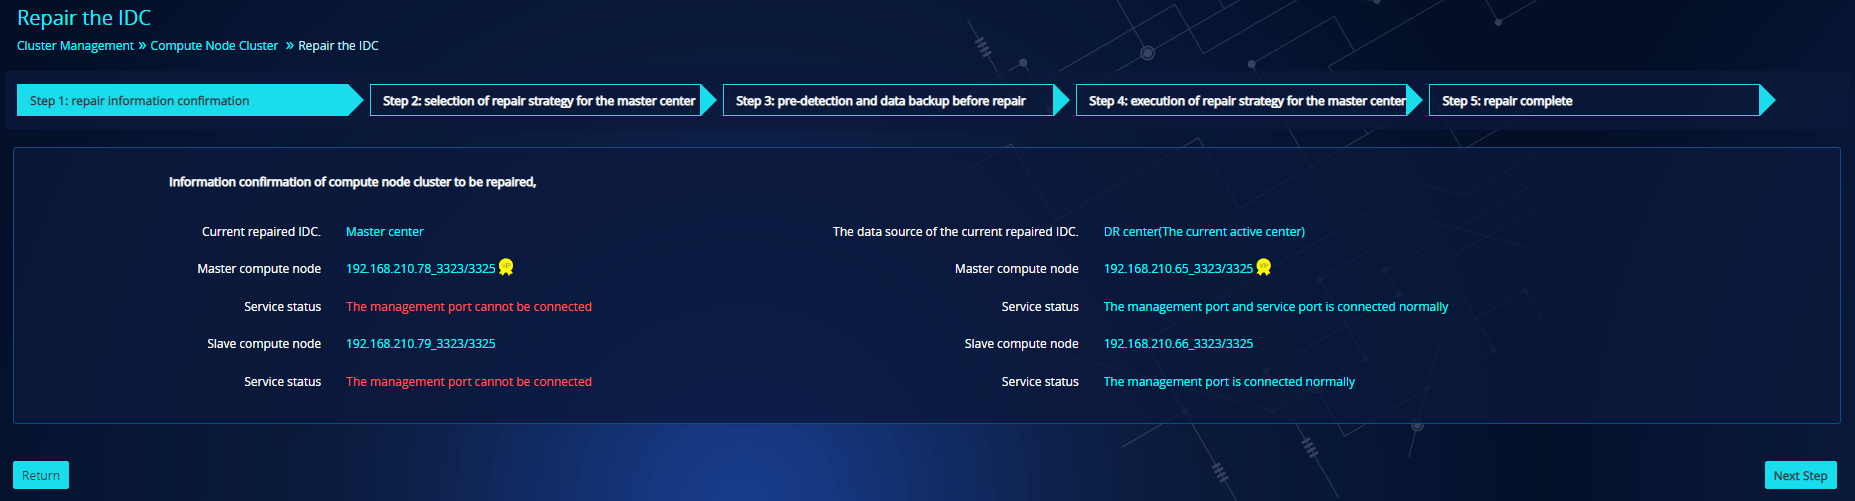 Repair the IDC
Cluster Management » Compute Node Cluster » Repair the IDC
Step 1: repair information confirmation
Step 2: selection of repair strategy for the master center
Step 3: pre-detection and data backup before repair
Step 4: execution of repair strategy for the master center
Step 5: repair complete
Information confirmation of compute node cluster to be repaired,
Current repaired IDC. Master center
Master compute node 192.168.210.78_3323/3325
Service status The management port cannot be connected
Slave compute node 192.168.210.79_3323/3325
Service status The management port cannot be connected
The data source of the current repaired IDC. DR center(The current active center)
Master compute node 192.168.210.65_3323/3325
Service status The management port and service port is connected normally
Slave compute node 192.168.210.66_3323/3325
Service status The management port is connected normally
Return
Next Step